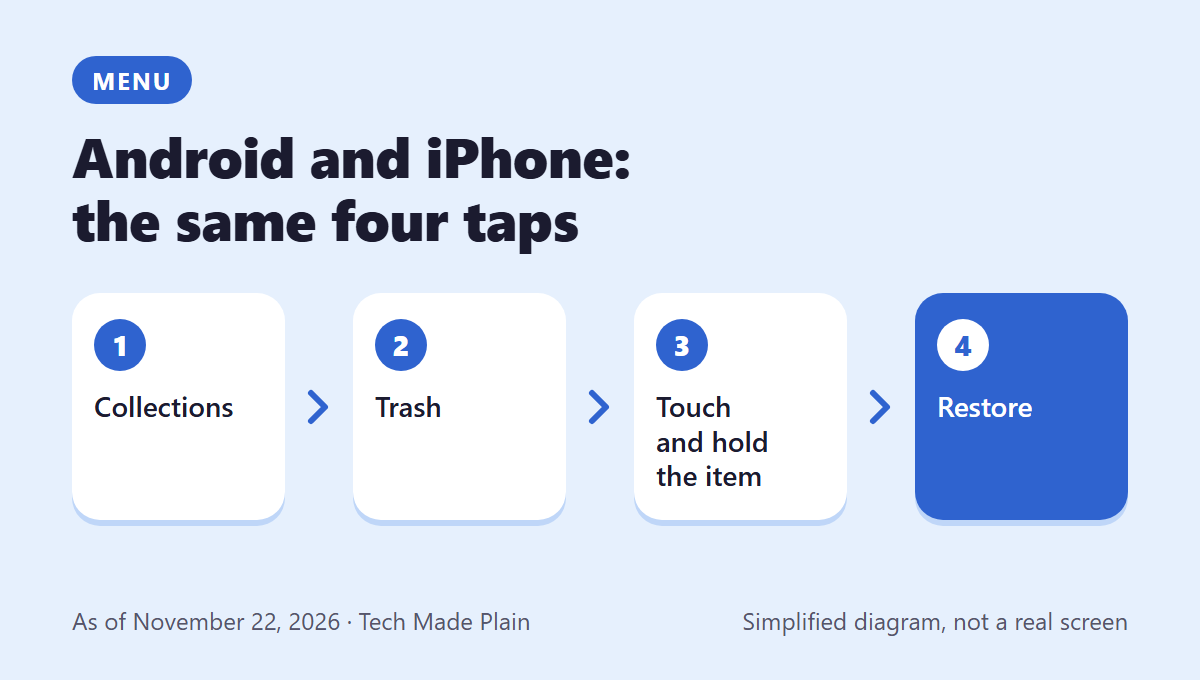 MENU
Android and iPhone:
the same four taps
1
Collections
2
Trash
3
Touch
and hold
the item
4
Restore
As of November 22, 2026 · Tech Made Plain
Simplified diagram, not a real screen